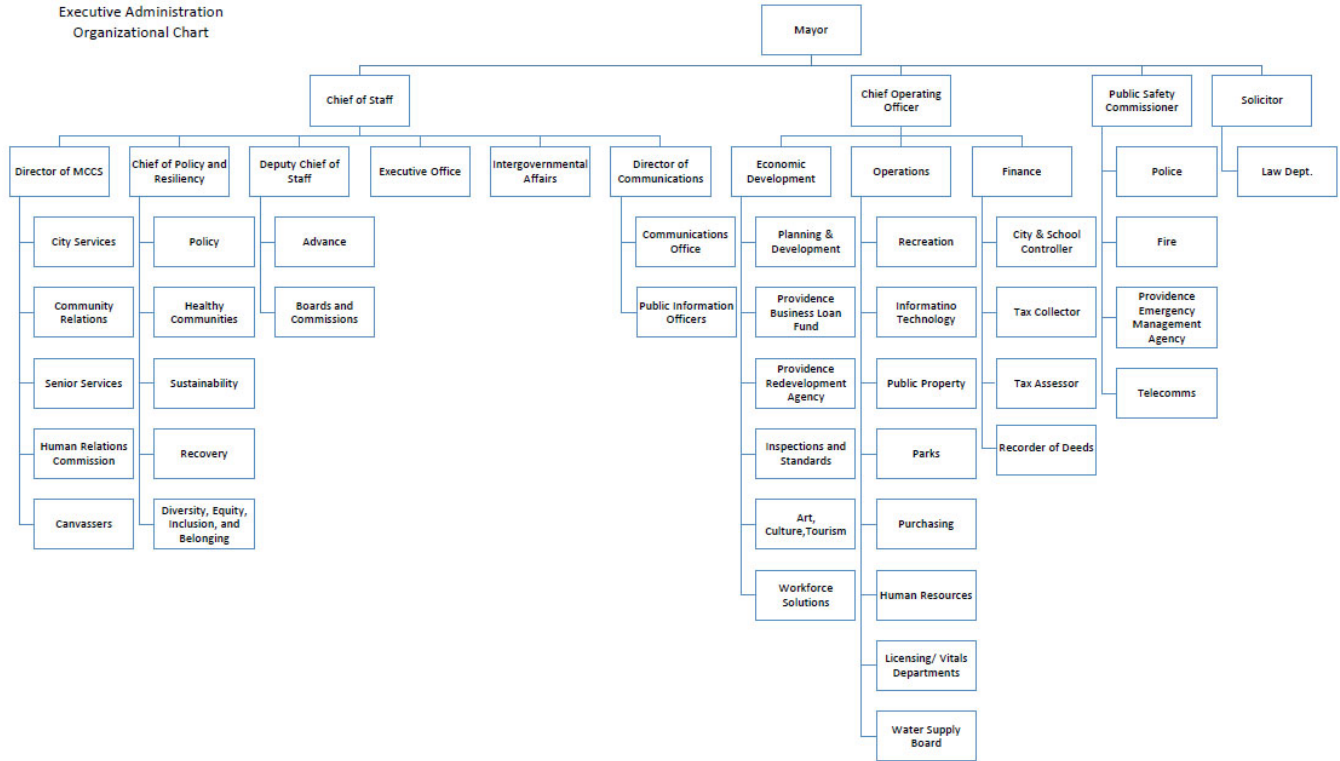 Executive Administration
Organizational Chart
Mayor
Chief of Staff
Chief Operating
Officer
Public Safety
Commissioner
Solicitor
Director of MCCS
Chief of Policy and
Resiliency
Deputy Chief of
Staff
Executive Office
Intergovernmental
Affairs
Director of
Communications
Economic
Development
Operations
Finance
Police
Law Dept.
City Services
Policy
Advance
Communications
Office
Planning &
Development
Recreation
City & School
Controller
Fire
Community
Relations
Healthy
Communities
Boards and
Commissions
Public Information
Officers
Providence
Business Loan
Fund
Informatino
Technology
Tax Collector
Providence
Emergency
Management
Agency
Senior Services
Sustainability
Providence
Redevelopment
Agency
Public Property
Tax Assessor
Telecomms
Human Relations
Commission
Recovery
Inspections and
Standards
Parks
Recorder of Deeds
Canvassers
Diversity, Equity,
Inclusion, and
Belonging
Art,
Culture,Tourism
Purchasing
Workforce
Solutions
Human Resources
Licensing/ Vitals
Departments
Water Supply
Board